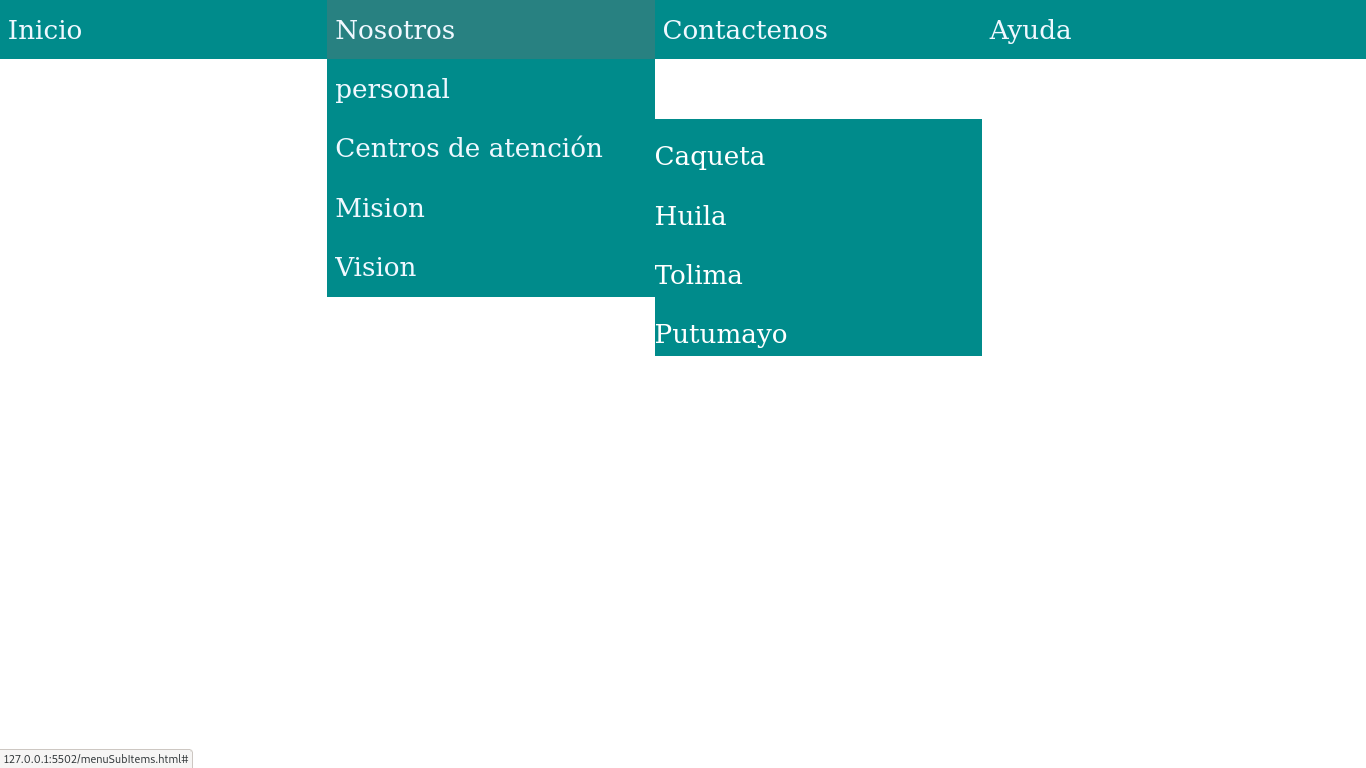 Inicio Nosotros Contactenos Ayuda
personal
Centros de atención
Mision
Vision
Caqueta
Huila
Tolima
Putumayo
127.0.0.1:5502/menuSubItems.html#